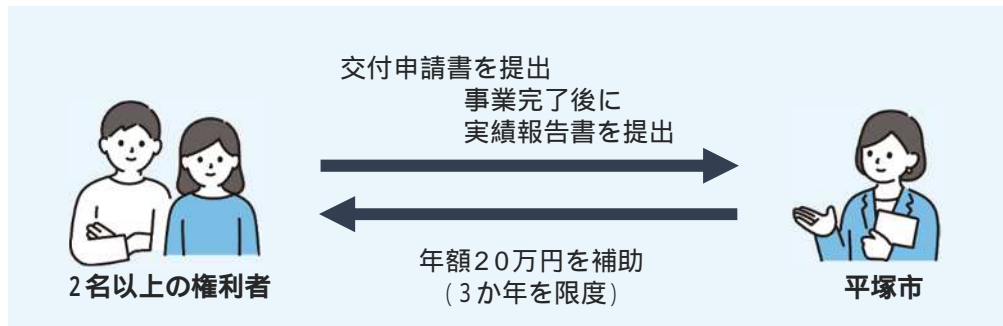 交付申請書を提出
事業完了後に
実績報告書を提出
年額２０万円を補助
(３か年を限度)
2名以上の権利者
平塚市